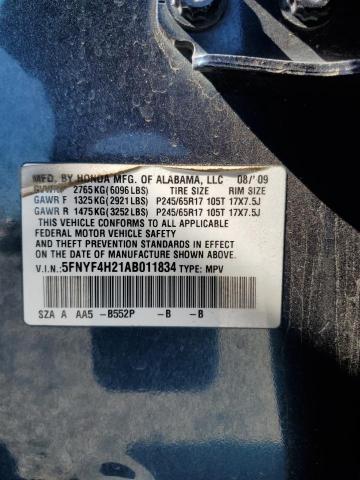 MFD. BY HONDA MFG. OF ALABAMA, LLC 08/'09
GVWR 2765KG(6096LBS) TIRE SIZE RIM SIZE
GAWR F 1325KG(2921LBS) P245/65R17 105T 17X7.5J
GAWR R 1475KG(3252LBS) P245/65R17 105T 17X7.5J
THIS VEHICLE CONFORMS TO ALL APPLICABLE
FEDERAL MOTOR VEHICLE SAFETY
STANDARDS IN EFFECT ON THE DATE OF
MANUFACTURE SHOWN ABOVE.
V.I.N.:5FNYF4H21AB011834 TYPE: MPV
SZA A AA5 -B552P -B -B